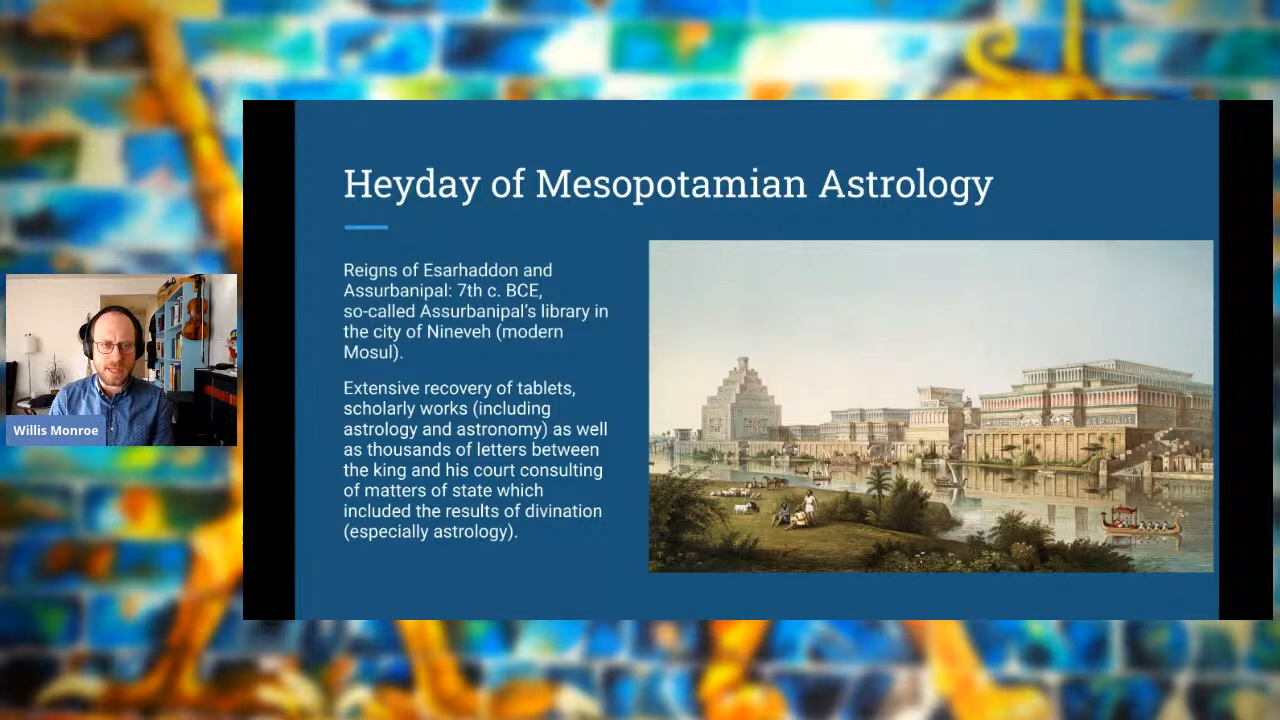 Heyday of Mesopotamian Astrology
Reigns of Esarhaddon and
Assurbanipal: 7th c. BCE,
so-called Assurbanipal's library in
the city of Nineveh (modern
Mosul).
Extensive recovery of tablets,
scholarly works (including
astrology and astronomy) as well
as thousands of letters between
the king and his court consulting
of matters of state which
included the results of divination
(especially astrology).
Willis Monroe